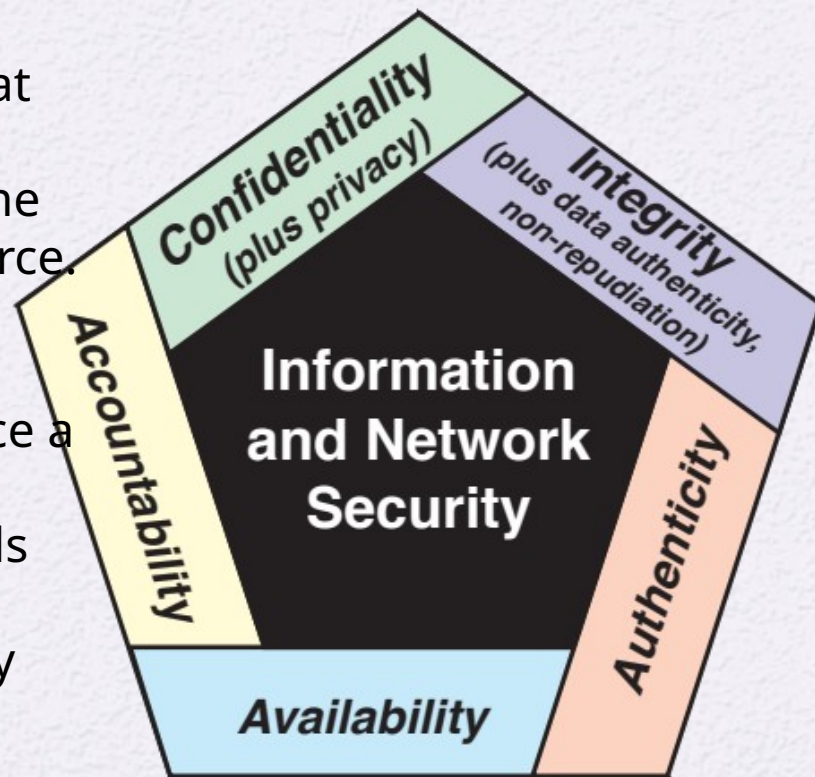 at
ne
rce.
ce a
ls
y
Confidentiality
(plus privacy)
Integrity
(plus data authenticity,
non-repudiation)
Accountability
Information
and Network
Security
Authenticity
Availability